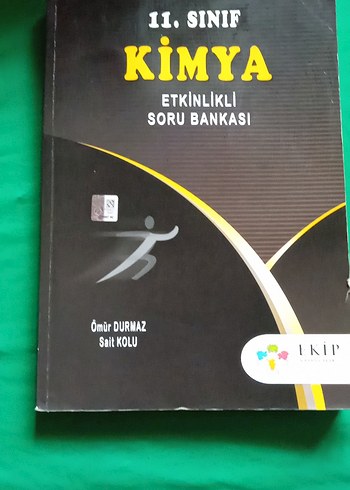 11. SINIF
KİMYA
ETKİNLİKLİ
SORU BANKASI
Ömür DURMAZ
Sait KOLU
EKİP